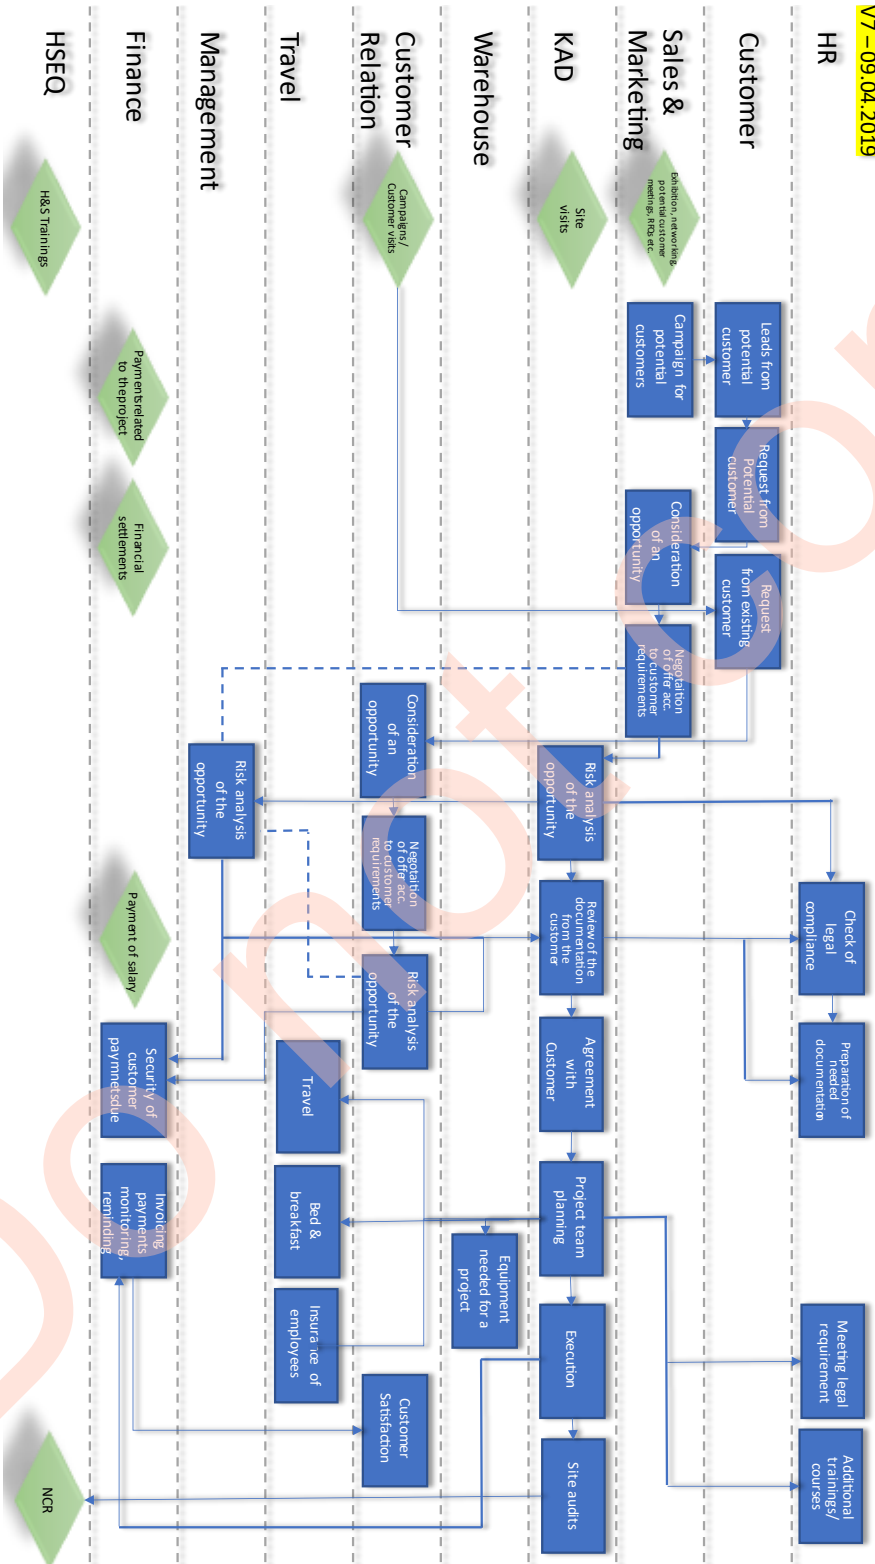 V7 – 09.04.2019
HR
Check of
legal
compliance
Preparation of
needed
documentation
Meeting legal
requirement
Additional
trainings/
courses
Customer
Leads from
potential
customer
Request from
Potential
customer
Request
from existing
customer
Sales &
Marketing
Exhibition, networking,
potential customer
meetings, RFQs etc.
Campaign for
potential
customers
Consideration
of an
opportunity
Negotaition
of offer acc.
to customer
requirements
KAD
Site
visits
Risk analysis
of the
opportunity
Review of the
documentation
from the
customer
Agreement
with
Customer
Project team
planning
Execution
Site audits
Warehouse
Equipment
needed for a
project
Customer
Relation
Campaigns/
Customer visits
Consideration
of an
opportunity
Negotaition
of offer acc.
to customer
requirements
Risk analysis
of the
opportunity
Customer
Satisfaction
Travel
Travel
Bed &
breakfast
Insurance of
employees
Management
Risk analysis
of the
opportunity
Finance
Paymentsrelated
to theproject
Financial
settlements
Payment of salary
Security of
customer
paymnetsdue
Invoicing
payments
monitoring,
reminding
HSEQ
H&S Trainings
NCR
Do not co